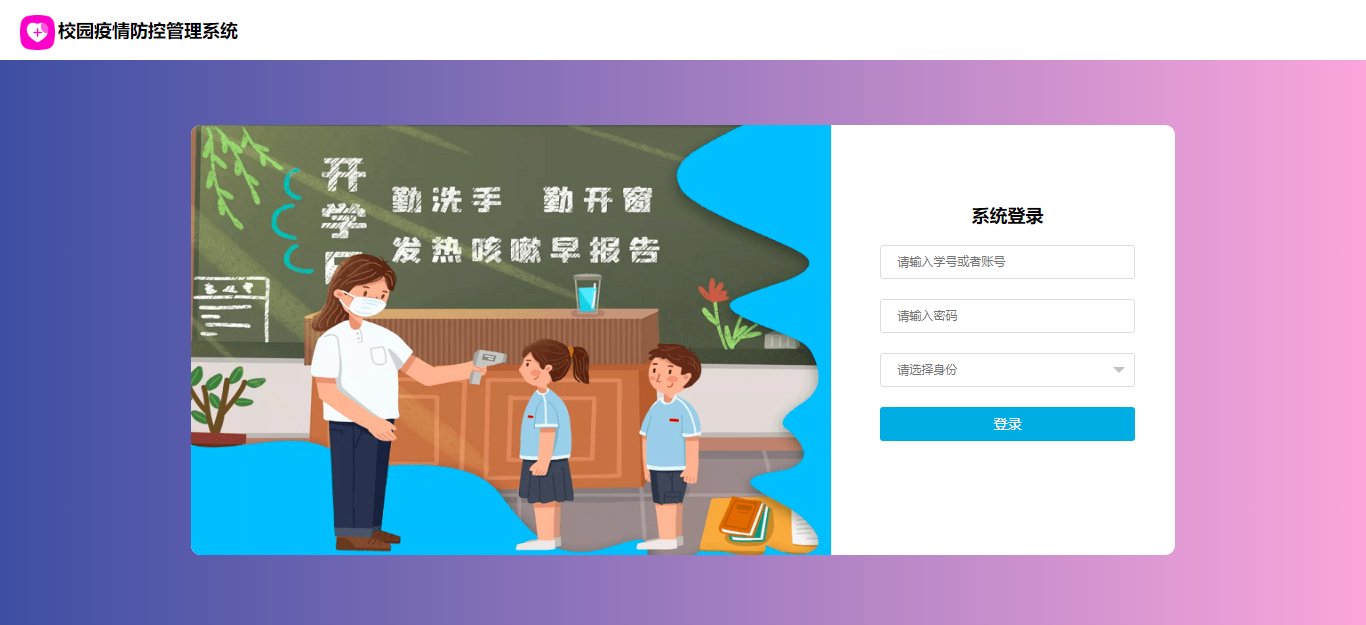 校园疫情防控管理系统
开学
勤洗手 勤开窗
发热咳嗽早报告
系统登录
请输入学号或者账号
请输入密码
请选择身份
登录